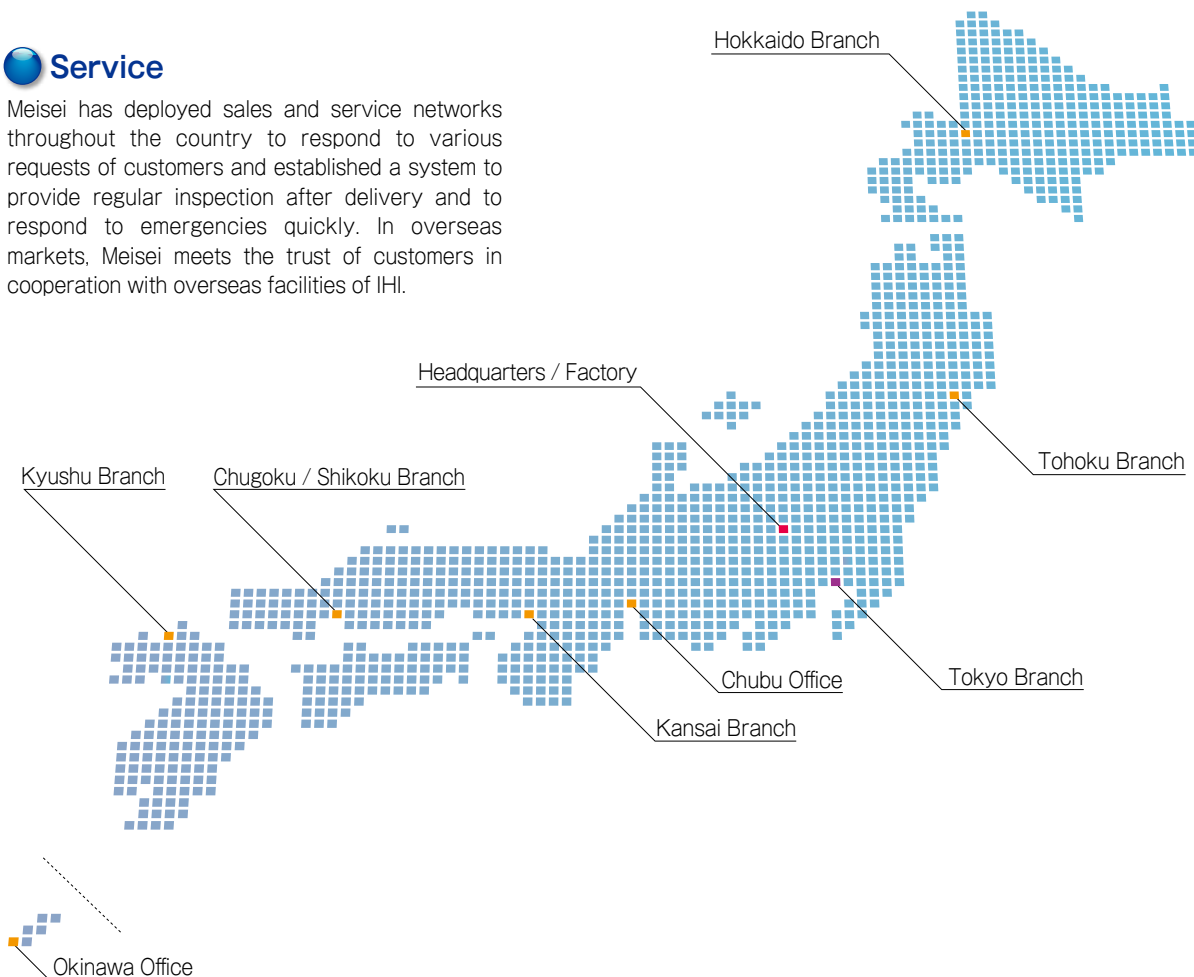 Service
Meisei has deployed sales and service networks
throughout the country to respond to various
requests of customers and established a system to
provide regular inspection after delivery and to
respond to emergencies quickly. In overseas
markets, Meisei meets the trust of customers in
cooperation with overseas facilities of IHI.
Hokkaido Branch
Headquarters / Factory
Tohoku Branch
Kyushu Branch
Chugoku / Shikoku Branch
Chubu Office
Tokyo Branch
Kansai Branch
Okinawa Office